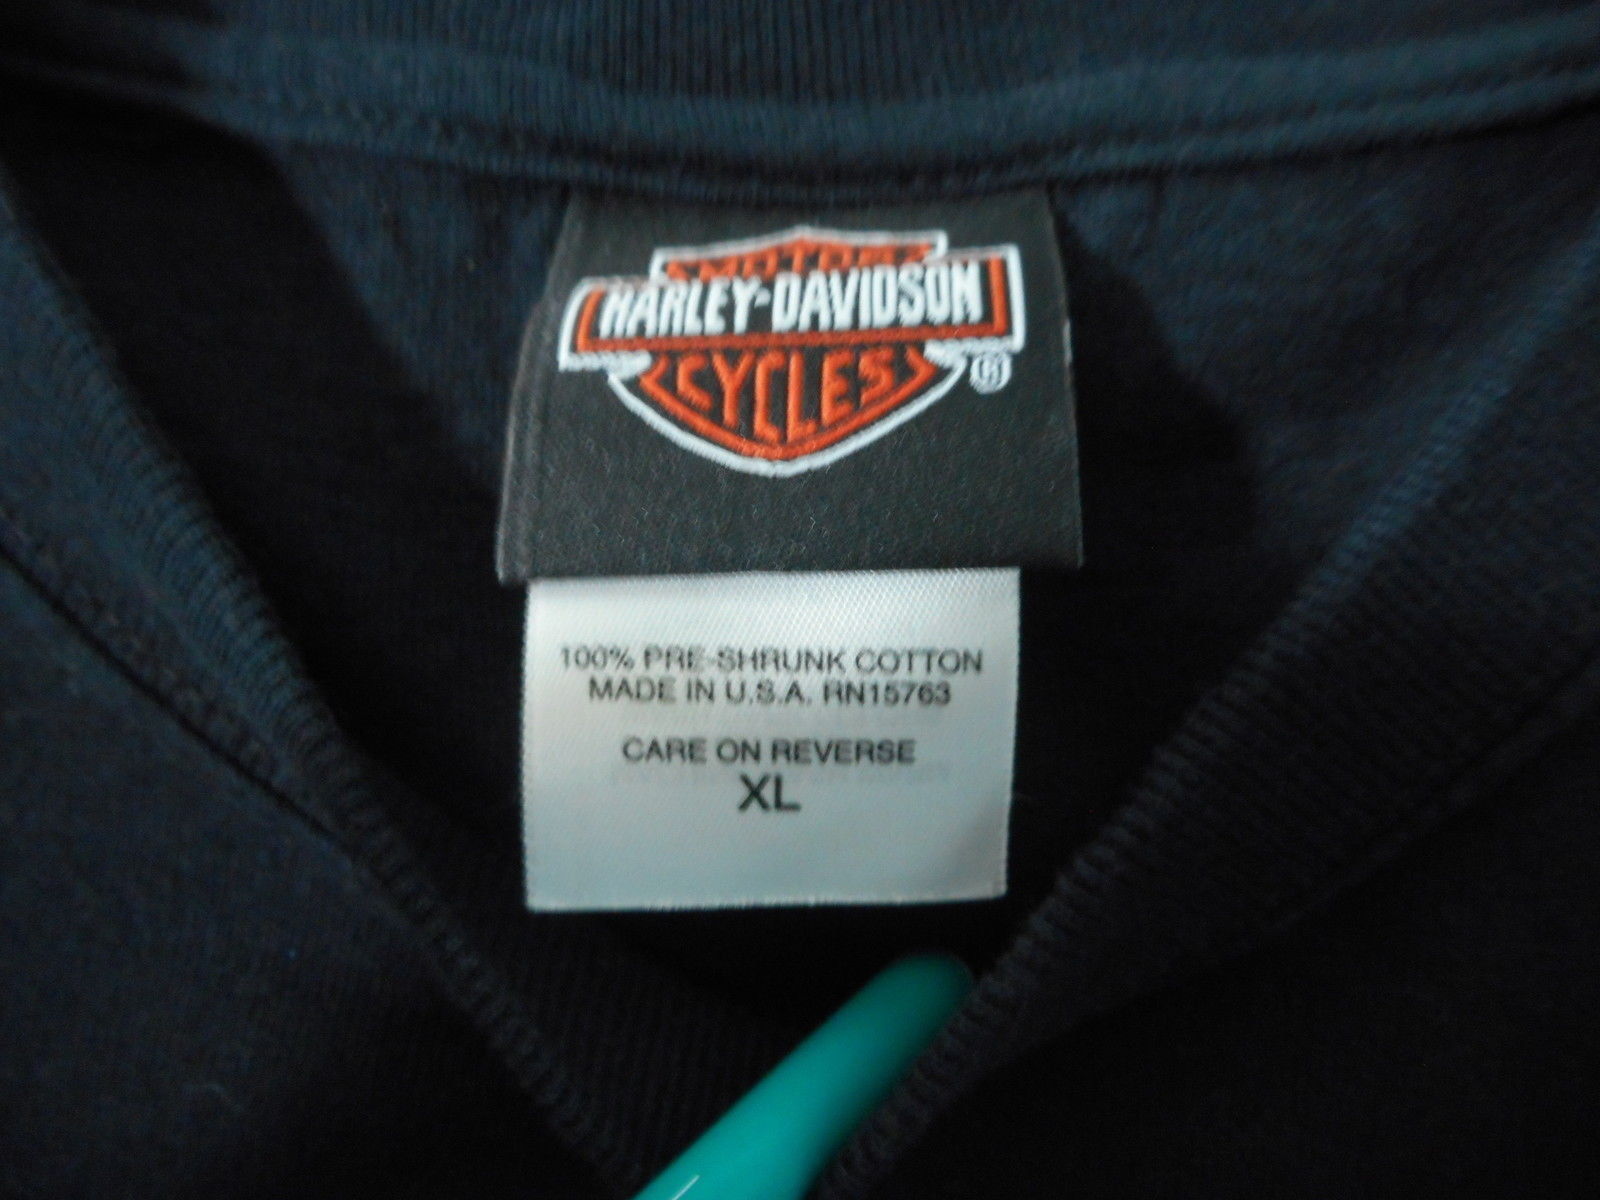 MOTOR
HARLEY-DAVIDSON
CYCLES
®
100% PRE-SHRUNK COTTON
MADE IN U.S.A. RN15763
CARE ON REVERSE
XL